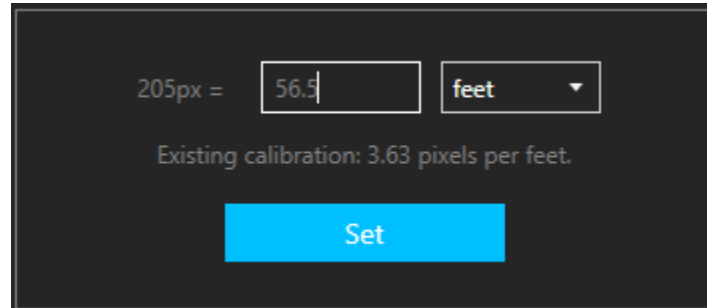 205px = 56.5 feet
Existing calibration: 3.63 pixels per feet.
Set